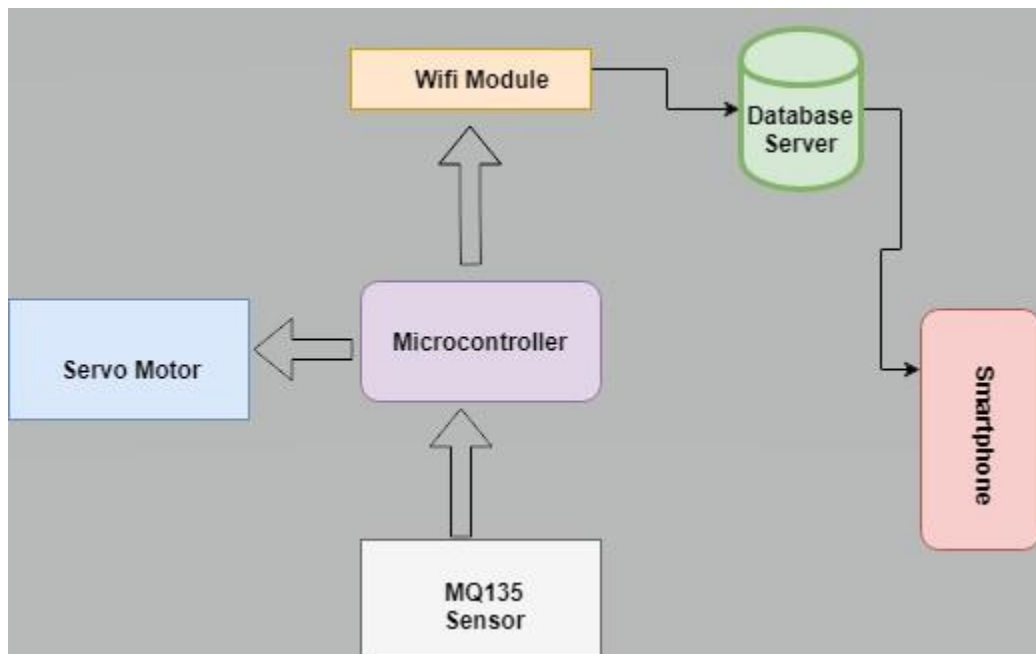 Wifi Module
Database
Server
Microcontroller
Servo Motor
Smartphone
MQ135
Sensor